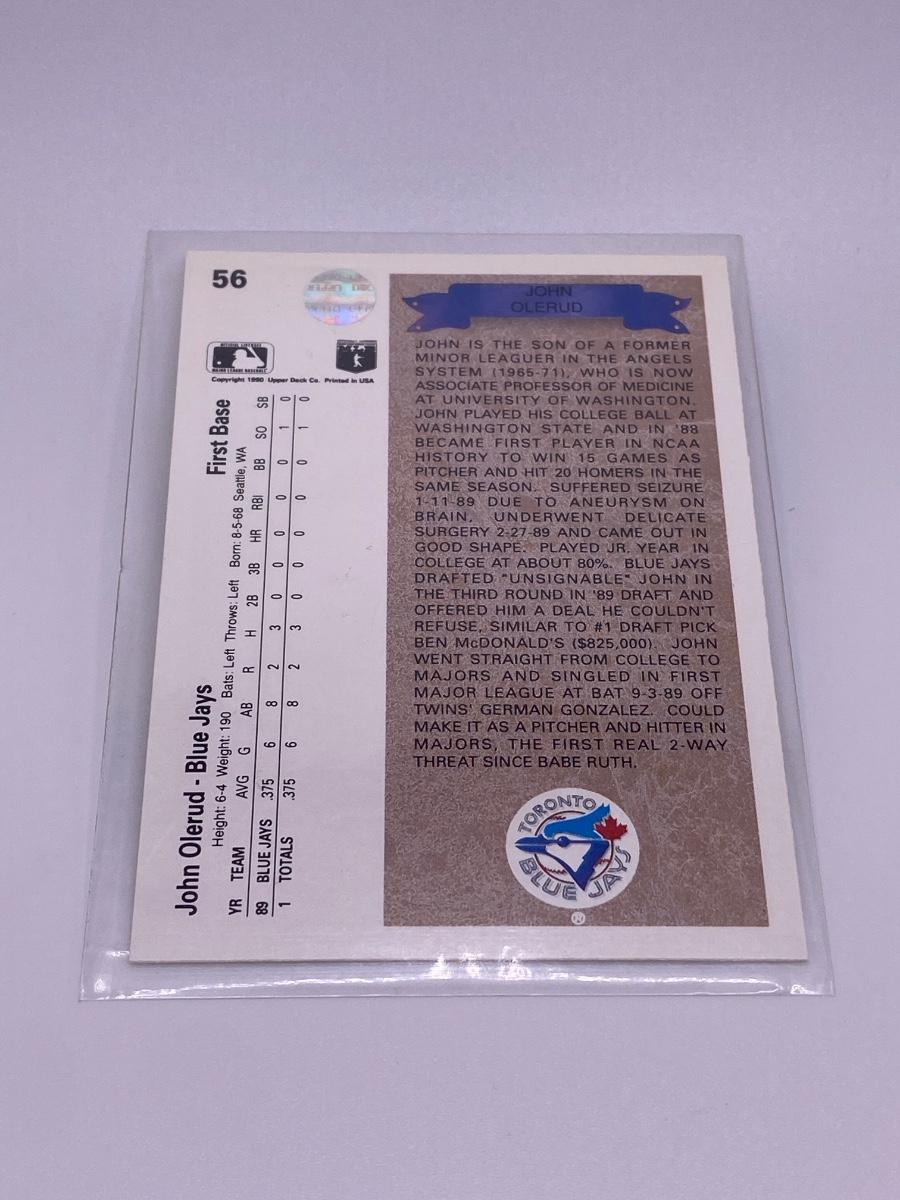 56
OFFICIAL LICENSEE
MAJOR LEAGUE BASEBALL
Copyright 1990 Upper Deck Co. Printed in USA
John Olerud - Blue Jays First Base
Height: 6-4 Weight: 190 Bats: Left Throws: Left Born: 8-5-68 Seattle, WA
YR TEAM AVG G AB R H 2B 3B HR RBI BB SO SB
89 BLUE JAYS .375 6 8 2 3 0 0 0 0 0 1 0
1 TOTALS .375 6 8 2 3 0 0 0 0 0 1 0
JOHN
OLERUD
JOHN IS THE SON OF A FORMER
MINOR LEAGUER IN THE ANGELS
SYSTEM (1965-71), WHO IS NOW
ASSOCIATE PROFESSOR OF MEDICINE
AT UNIVERSITY OF WASHINGTON.
JOHN PLAYED HIS COLLEGE BALL AT
WASHINGTON STATE AND IN '88
BECAME FIRST PLAYER IN NCAA
HISTORY TO WIN 15 GAMES AS
PITCHER AND HIT 20 HOMERS IN THE
SAME SEASON. SUFFERED SEIZURE
1-11-89 DUE TO ANEURYSM ON
BRAIN, UNDERWENT DELICATE
SURGERY 2-27-89 AND CAME OUT IN
GOOD SHAPE. PLAYED JR. YEAR IN
COLLEGE AT ABOUT 80%. BLUE JAYS
DRAFTED "UNSIGNABLE" JOHN IN
THE THIRD ROUND IN '89 DRAFT AND
OFFERED HIM A DEAL HE COULDN'T
REFUSE, SIMILAR TO #1 DRAFT PICK
BEN McDONALD'S ($825,000). JOHN
WENT STRAIGHT FROM COLLEGE TO
MAJORS AND SINGLED IN FIRST
MAJOR LEAGUE AT BAT 9-3-89 OFF
TWINS' GERMAN GONZALEZ. COULD
MAKE IT AS A PITCHER AND HITTER IN
MAJORS, THE FIRST REAL 2-WAY
THREAT SINCE BABE RUTH.
TORONTO
BLUE JAYS